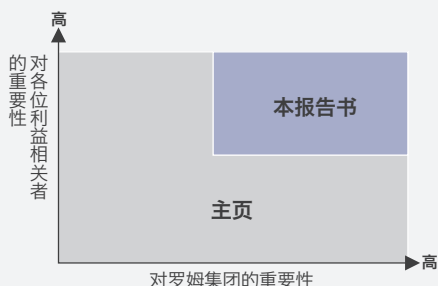 高
对各位利益相关者
的重要性
本报告书
主页
高
对罗姆集团的重要性